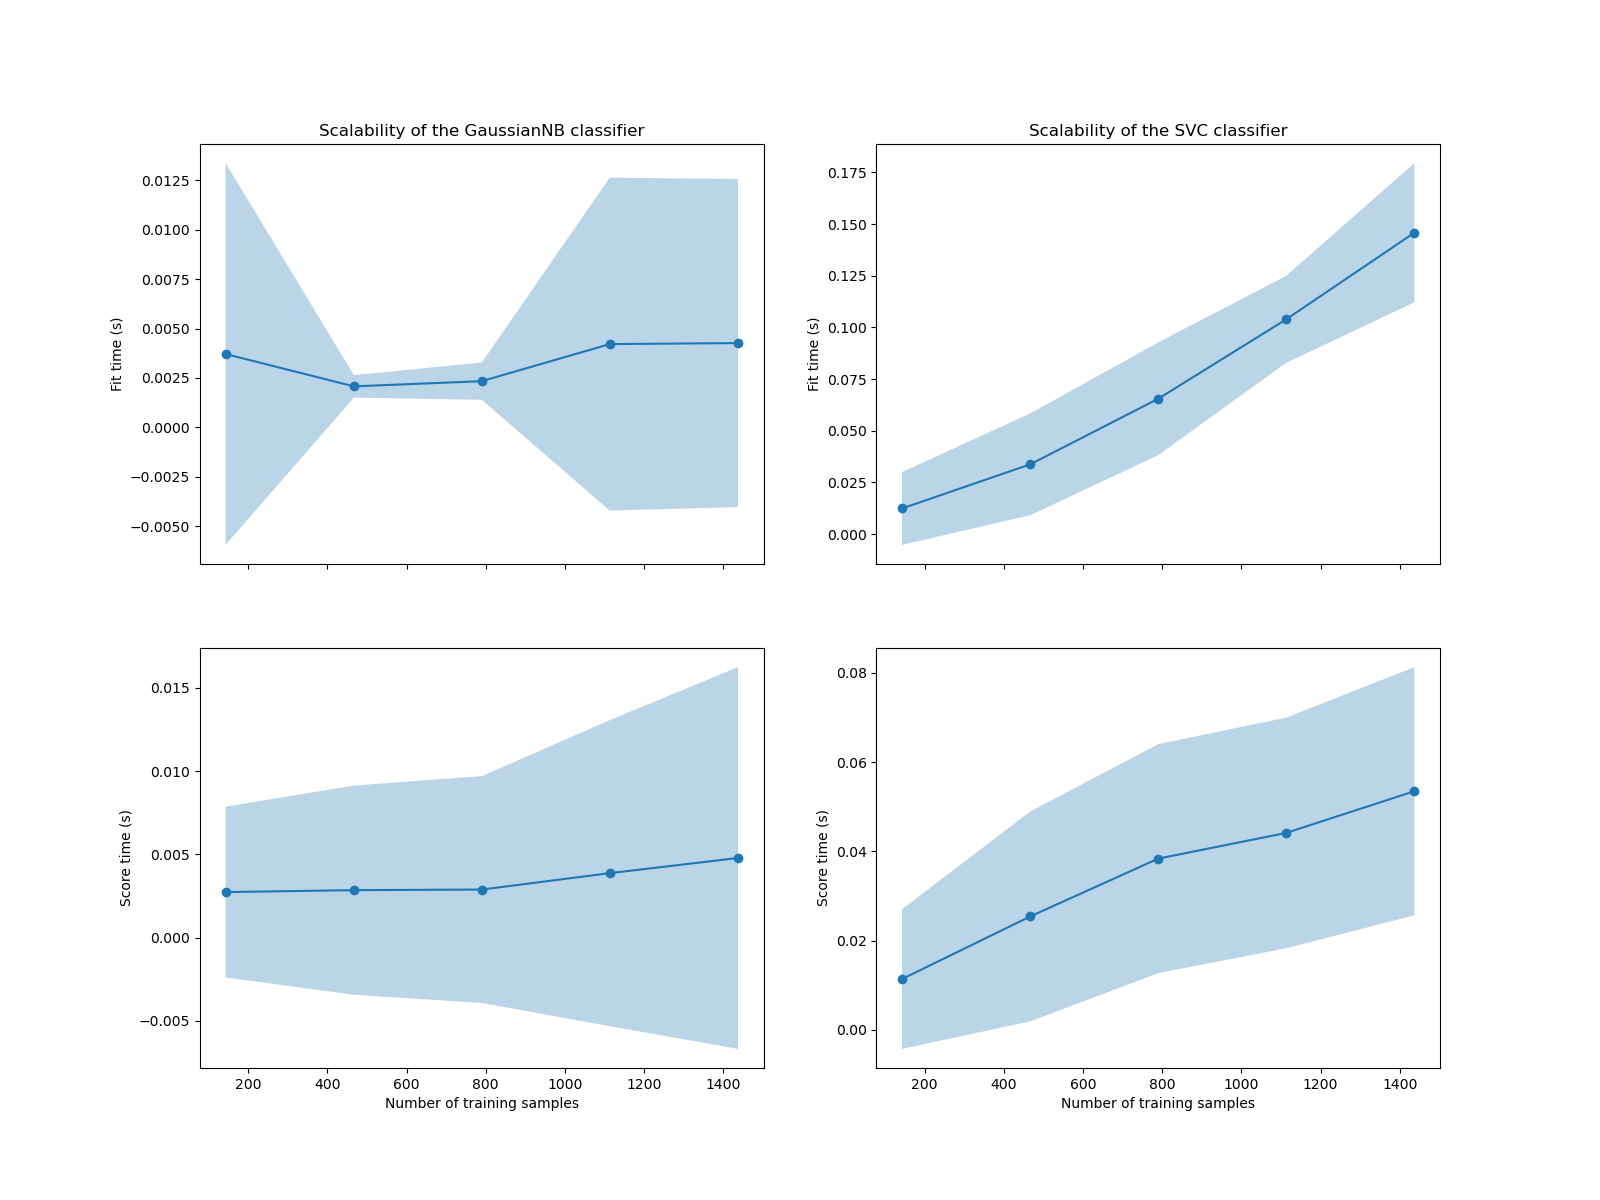 Scalability of the GaussianNB classifier
Fit time (s)
0.0125
0.0100
0.0075
0.0050
0.0025
0.0000
−0.0025
−0.0050
Scalability of the SVC classifier
Fit time (s)
0.175
0.150
0.125
0.100
0.075
0.050
0.025
0.000
Score time (s)
0.015
0.010
0.005
0.000
−0.005
200 400 600 800 1000 1200 1400
Number of training samples
Score time (s)
0.08
0.06
0.04
0.02
0.00
200 400 600 800 1000 1200 1400
Number of training samples